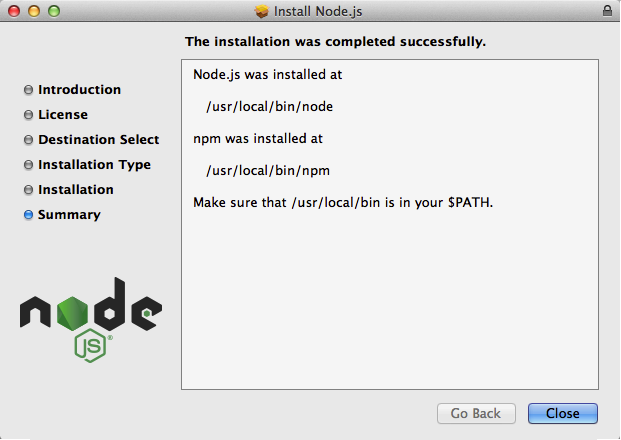 Install Node.js
The installation was completed successfully.
Introduction
License
Destination Select
Installation Type
Installation
Summary
Node.js was installed at
/usr/local/bin/node
npm was installed at
/usr/local/bin/npm
Make sure that /usr/local/bin is in your $PATH.
node
JS®
Go Back
Close